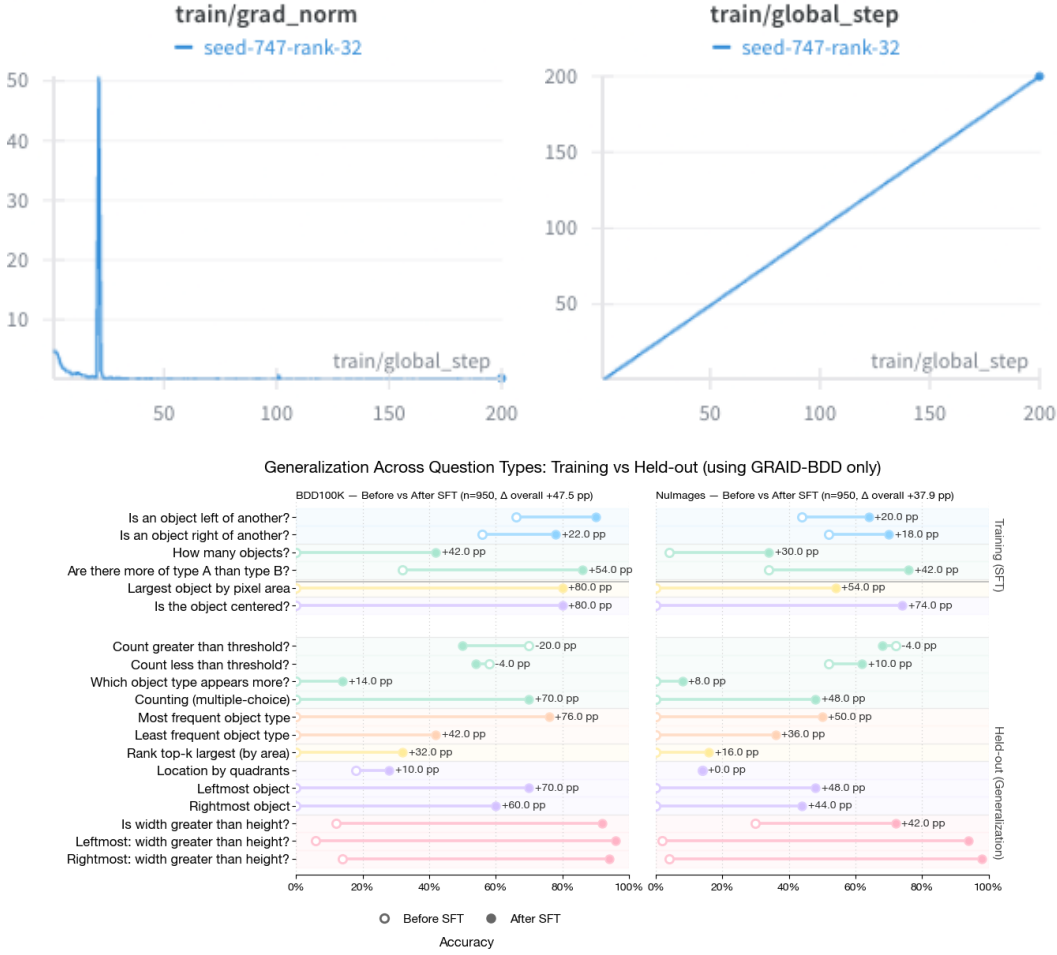 train/grad_norm
seed-747-rank-32
50
40
30
20
10
train/global_step
50
100
150
200
train/global_step
seed-747-rank-32
200
150
100
50
train/global_step
50
100
150
200
Generalization Across Question Types: Training vs Held-out (using GRAID-BDD only)
BDD100K — Before vs After SFT (n=950, Δ overall +47.5 pp)
NuImages — Before vs After SFT (n=950, Δ overall +37.9 pp)
Is an object left of another? +20.0 pp
Is an object right of another? +22.0 pp +18.0 pp
How many objects? +42.0 pp +30.0 pp
Are there more of type A than type B? +54.0 pp +42.0 pp
Largest object by pixel area +80.0 pp +54.0 pp
Is the object centered? +80.0 pp +74.0 pp
Training (SFT)
Count greater than threshold? -20.0 pp -4.0 pp
Count less than threshold? -4.0 pp +10.0 pp
Which object type appears more? +14.0 pp +8.0 pp
Counting (multiple-choice) +70.0 pp +48.0 pp
Most frequent object type +76.0 pp +50.0 pp
Least frequent object type +42.0 pp +36.0 pp
Rank top-k largest (by area) +32.0 pp +16.0 pp
Location by quadrants +10.0 pp +0.0 pp
Leftmost object +70.0 pp +48.0 pp
Rightmost object +60.0 pp +44.0 pp
Is width greater than height? +42.0 pp
Leftmost: width greater than height?
Rightmost: width greater than height?
Held-out (Generalization)
0% 20% 40% 60% 80% 100% 0% 20% 40% 60% 80% 100%
Before SFT After SFT
Accuracy